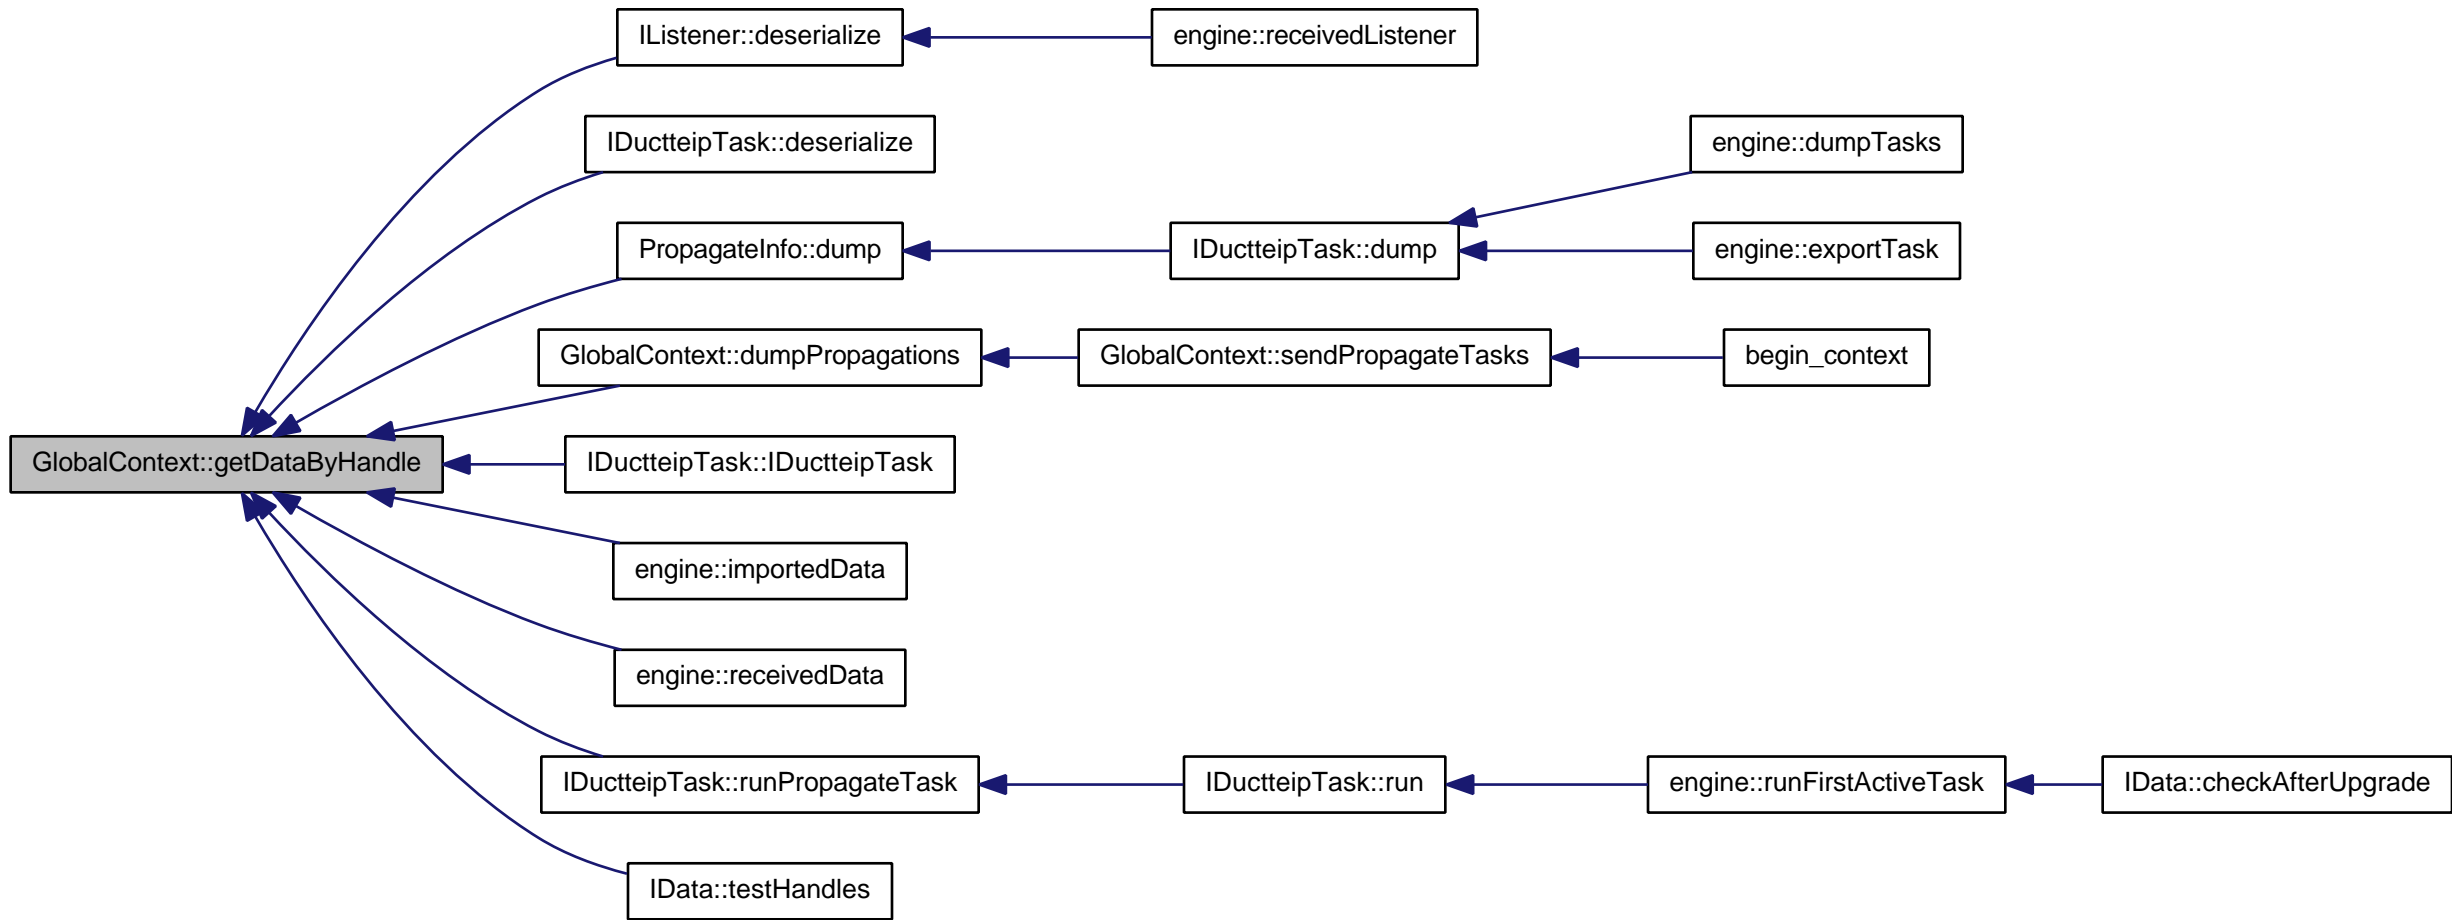 IListener::deserialize
engine::receivedListener
IDuctteipTask::deserialize
engine::dumpTasks
PropagateInfo::dump
IDuctteipTask::dump
engine::exportTask
GlobalContext::dumpPropagations
GlobalContext::sendPropagateTasks
begin_context
GlobalContext::getDataByHandle
IDuctteipTask::IDuctteipTask
engine::importedData
engine::receivedData
IDuctteipTask::runPropagateTask
IDuctteipTask::run
engine::runFirstActiveTask
IData::checkAfterUpgrade
IData::testHandles